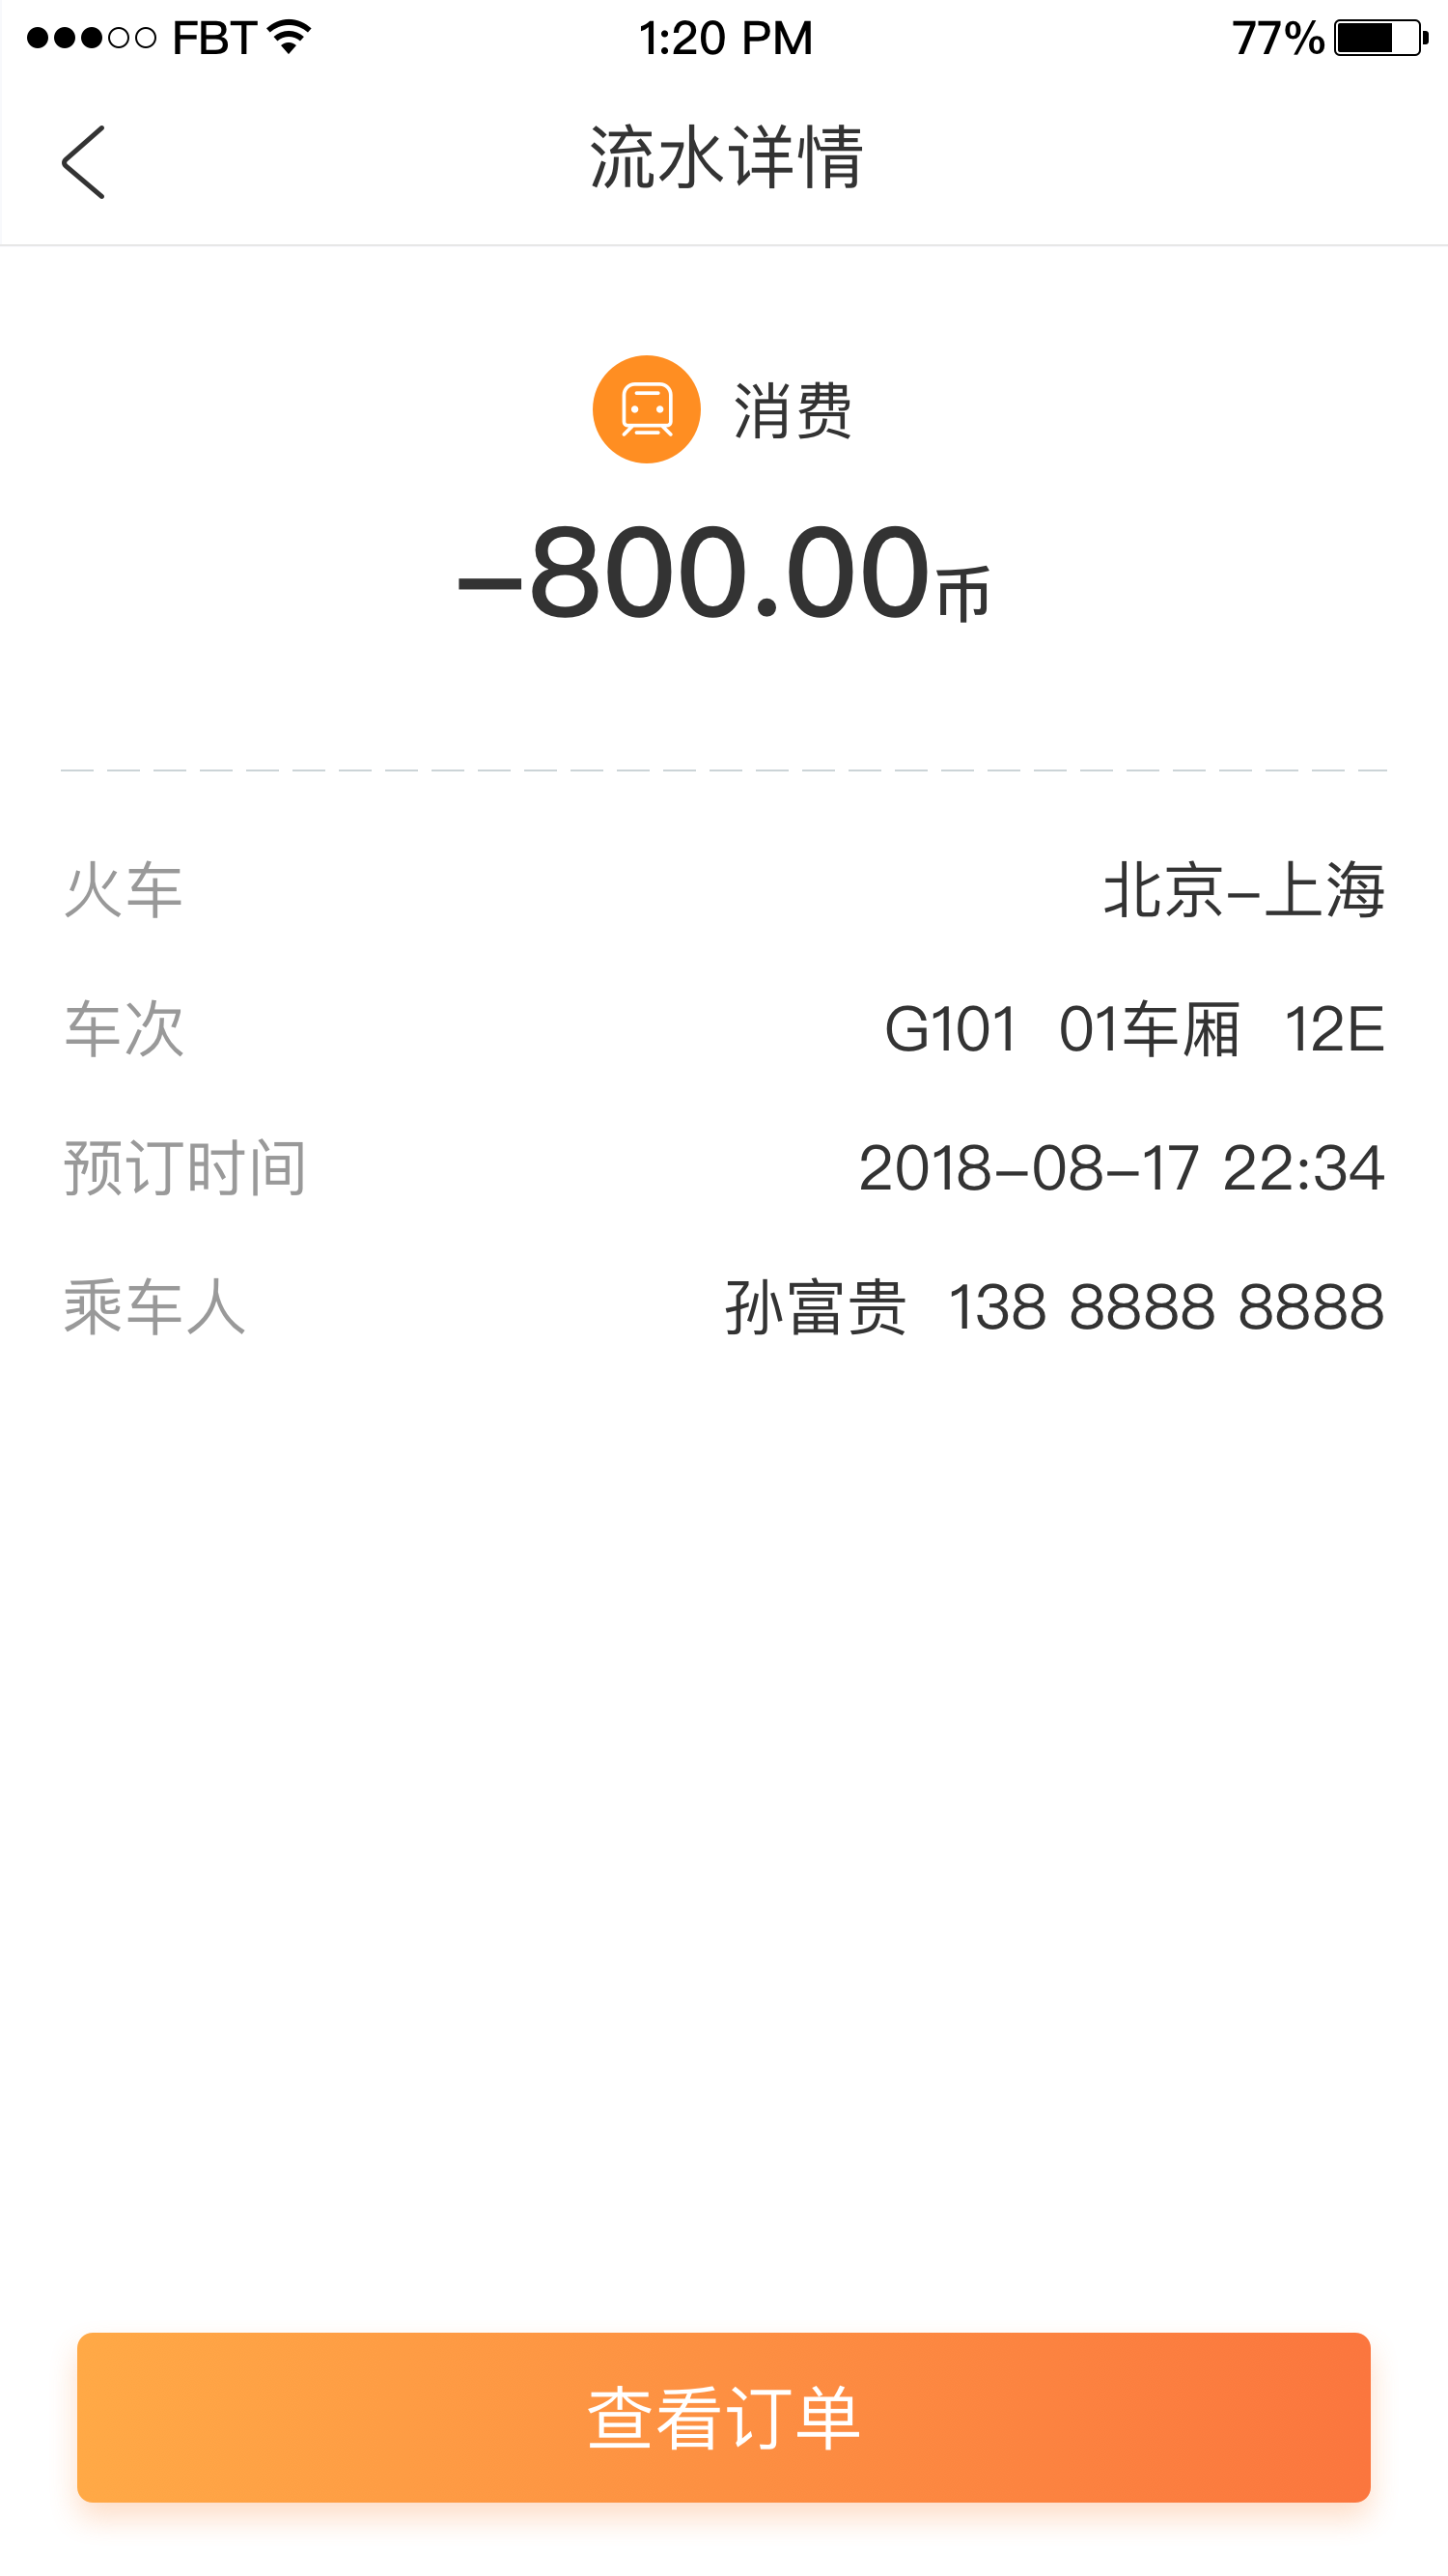 FBT 1:20 PM 77%
流水详情
消费
-800.00币
火车 北京-上海
车次 G101 01车厢 12E
预订时间 2018-08-17 22:34
乘车人 孙富贵 138 8888 8888
查看订单